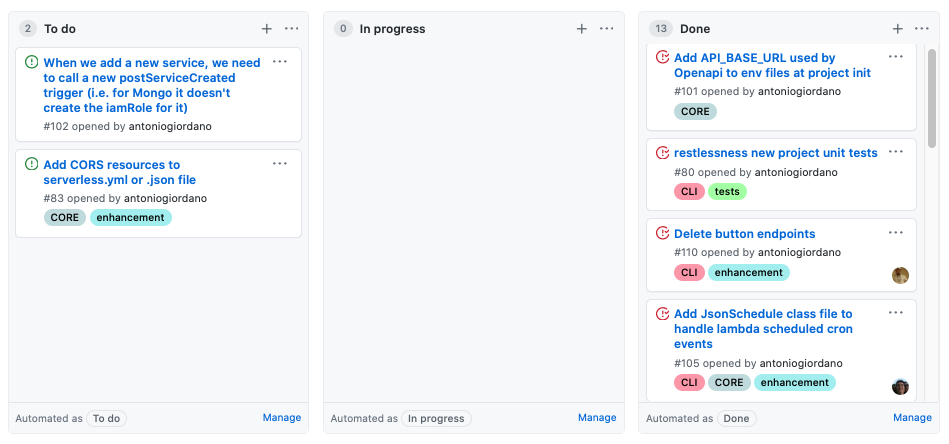 2 To do
When we add a new service, we need
to call a new postServiceCreated
trigger (i.e. for Mongo it doesn't
create the iamRole for it)
#102 opened by antoniogiordano
Add CORS resources to
serverless.yml or .json file
#83 opened by antoniogiordano
CORE enhancement
Automated as To do Manage
0 In progress
Automated as In progress Manage
13 Done
Add API_BASE_URL used by
Openapi to env files at project init
#101 opened by antoniogiordano
CORE
restlessness new project unit tests
#80 opened by antoniogiordano
CLI tests
Delete button endpoints
#110 opened by antoniogiordano
CLI enhancement
Add JsonSchedule class file to
handle lambda scheduled cron
events
#105 opened by antoniogiordano
CLI CORE enhancement
Automated as Done Manage